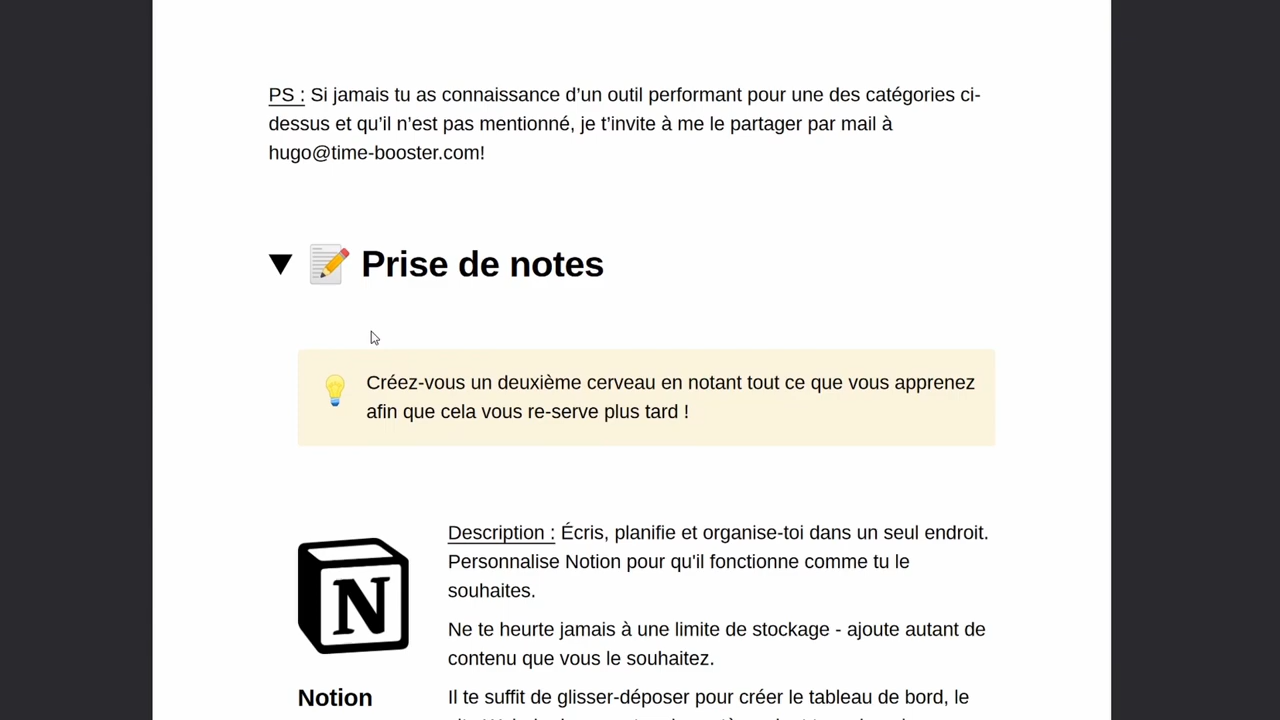 PS : Si jamais tu as connaissance d’un outil performant pour une des catégories ci-
dessus et qu’il n’est pas mentionné, je t’invite à me le partager par mail à
hugo@time-booster.com!
Prise de notes
Créez-vous un deuxième cerveau en notant tout ce que vous apprenez
afin que cela vous re-serve plus tard !
N
Description : Écris, planifie et organise-toi dans un seul endroit.
Personnalise Notion pour qu'il fonctionne comme tu le
souhaites.
Ne te heurte jamais à une limite de stockage - ajoute autant de
contenu que vous le souhaitez.
Notion
Il te suffit de glisser-déposer pour créer le tableau de bord, le